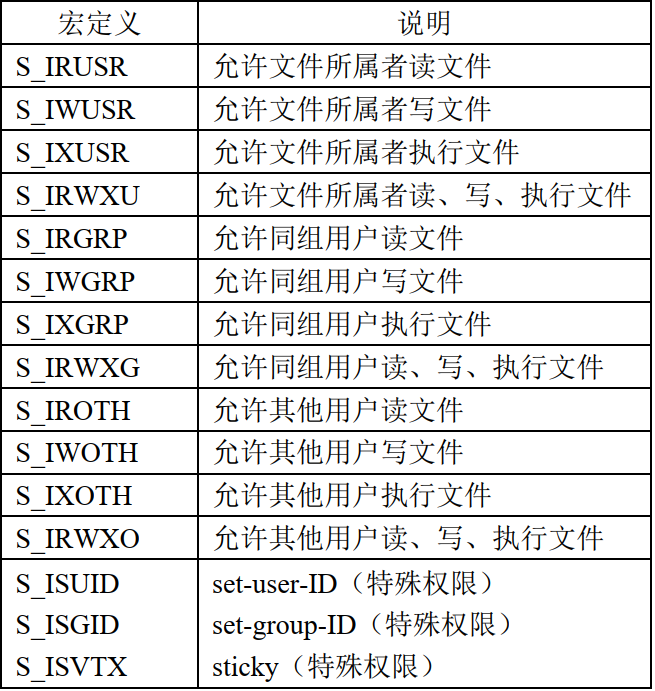 宏定义 说明
S_IRUSR 允许文件所属者读文件
S_IWUSR 允许文件所属者写文件
S_IXUSR 允许文件所属者执行文件
S_IRWXU 允许文件所属者读、写、执行文件
S_IRGRP 允许同组用户读文件
S_IWGRP 允许同组用户写文件
S_IXGRP 允许同组用户执行文件
S_IRWXG 允许同组用户读、写、执行文件
S_IROTH 允许其他用户读文件
S_IWOTH 允许其他用户写文件
S_IXOTH 允许其他用户执行文件
S_IRWXO 允许其他用户读、写、执行文件
S_ISUID set-user-ID（特殊权限）
S_ISGID set-group-ID（特殊权限）
S_ISVTX sticky（特殊权限）